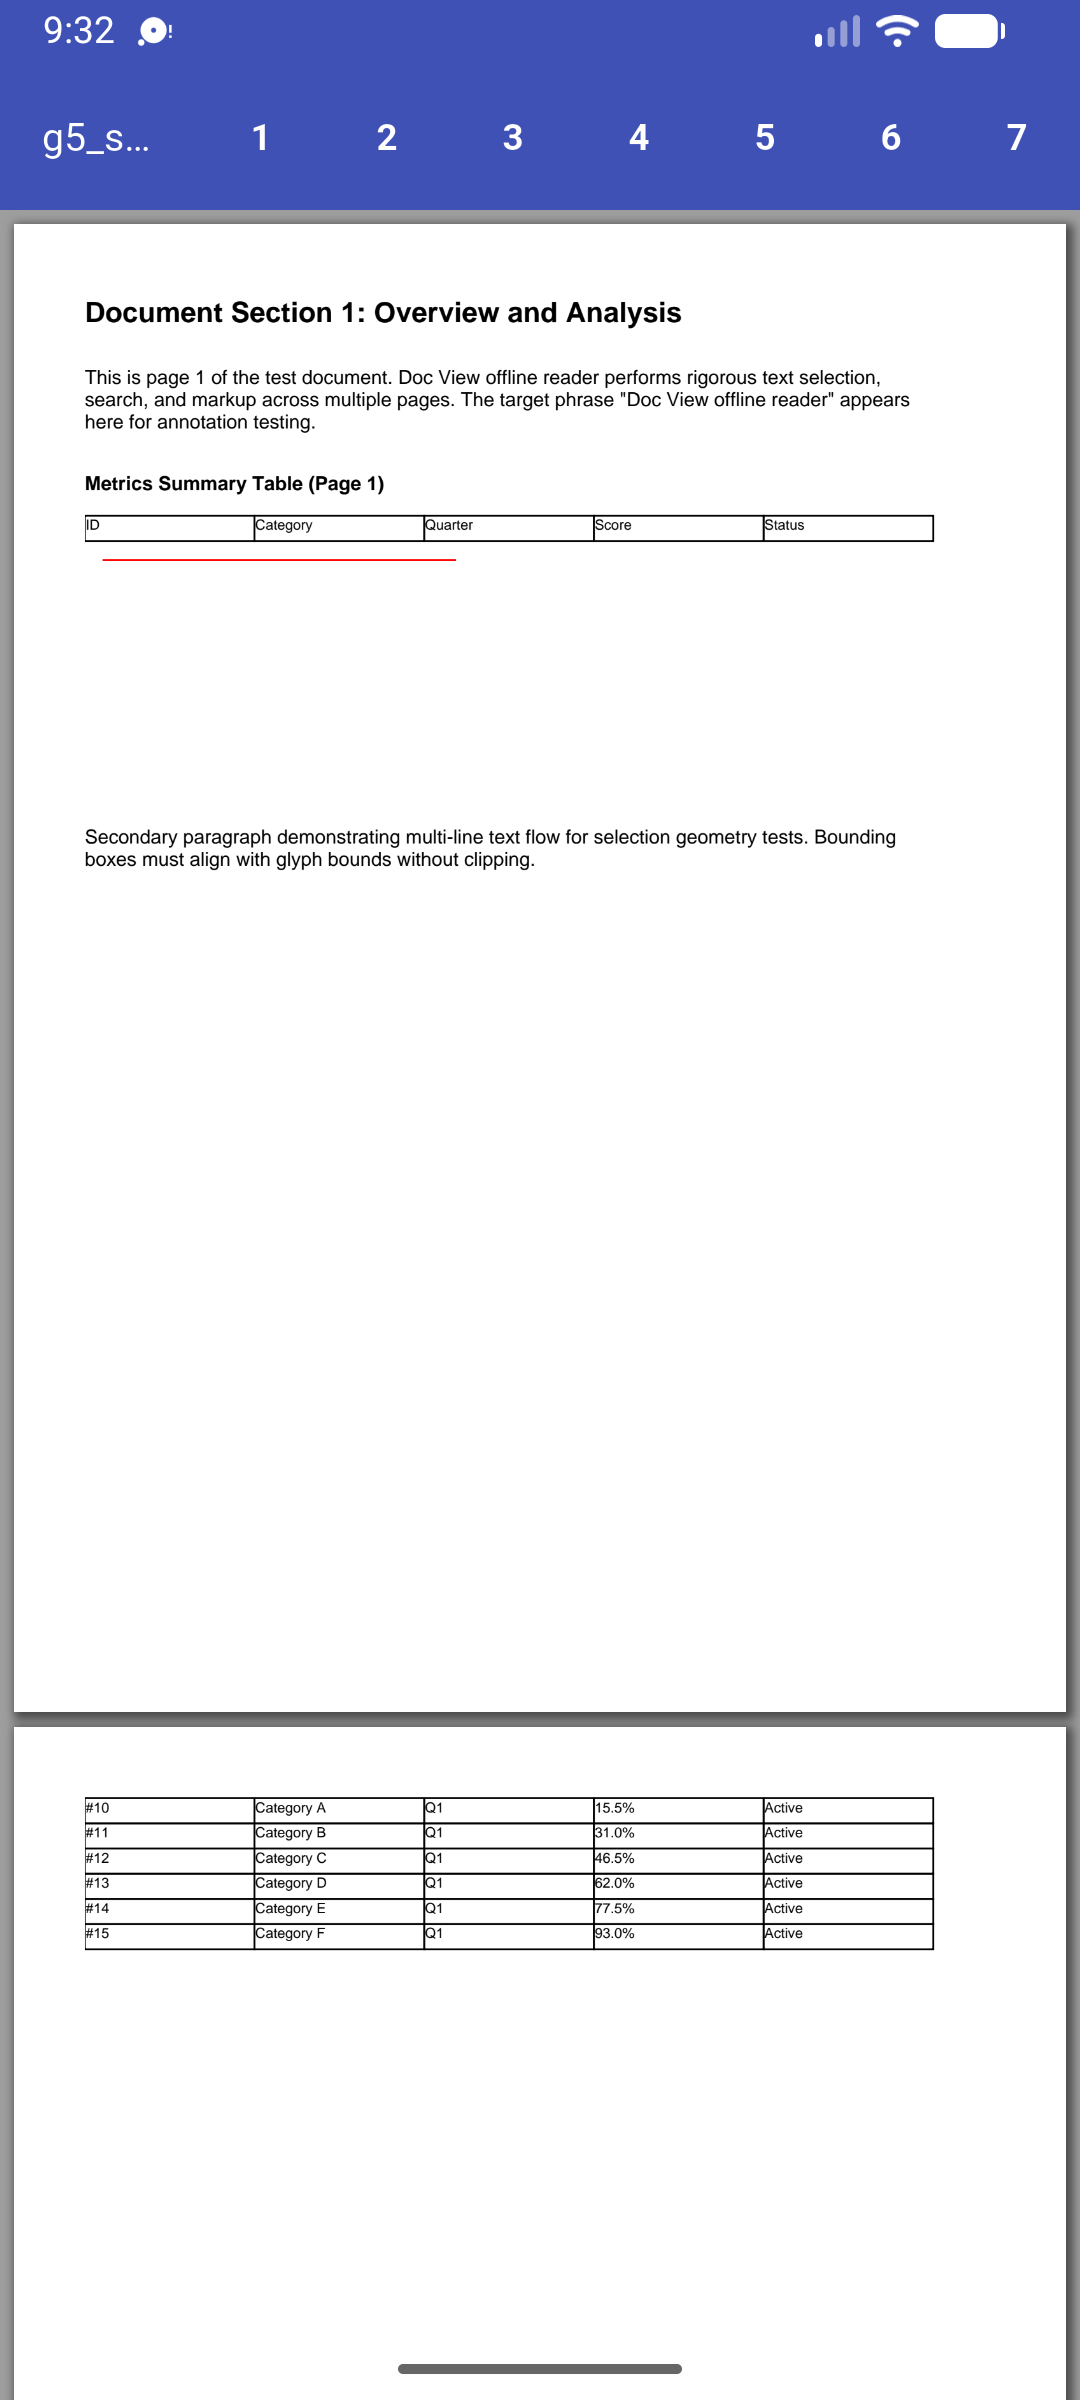 9:32
g5_s... 1 2 3 4 5 6 7
Document Section 1: Overview and Analysis
This is page 1 of the test document. Doc View offline reader performs rigorous text selection,
search, and markup across multiple pages. The target phrase "Doc View offline reader" appears
here for annotation testing.
Metrics Summary Table (Page 1)
ID Category Quarter Score Status
Secondary paragraph demonstrating multi-line text flow for selection geometry tests. Bounding
boxes must align with glyph bounds without clipping.
#10 Category A Q1 15.5% Active
#11 Category B Q1 31.0% Active
#12 Category C Q1 46.5% Active
#13 Category D Q1 62.0% Active
#14 Category E Q1 77.5% Active
#15 Category F Q1 93.0% Active